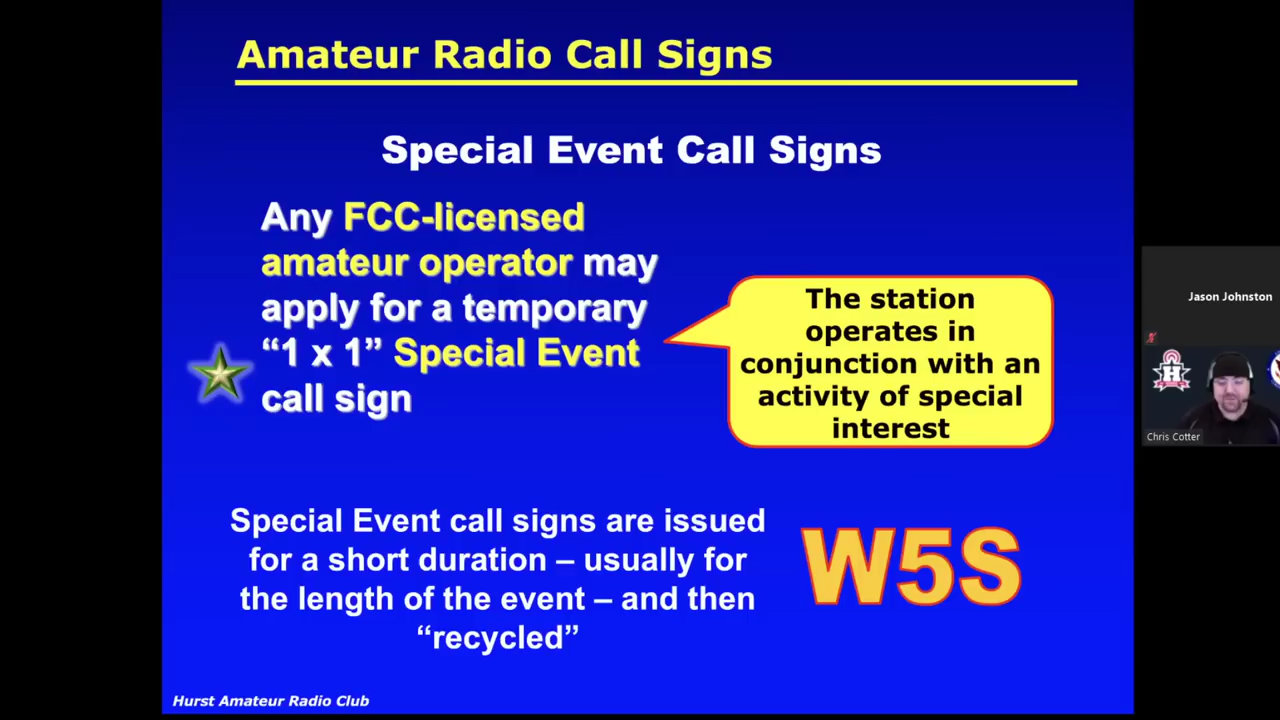 Amateur Radio Call Signs
Special Event Call Signs
Any FCC-licensed
amateur operator may
apply for a temporary
“1 x 1” Special Event
call sign
The station
operates in
conjunction with an
activity of special
interest
Special Event call signs are issued
for a short duration – usually for
the length of the event – and then
“recycled”
W5S
Hurst Amateur Radio Club
Jason Johnston
H
Chris Cotter